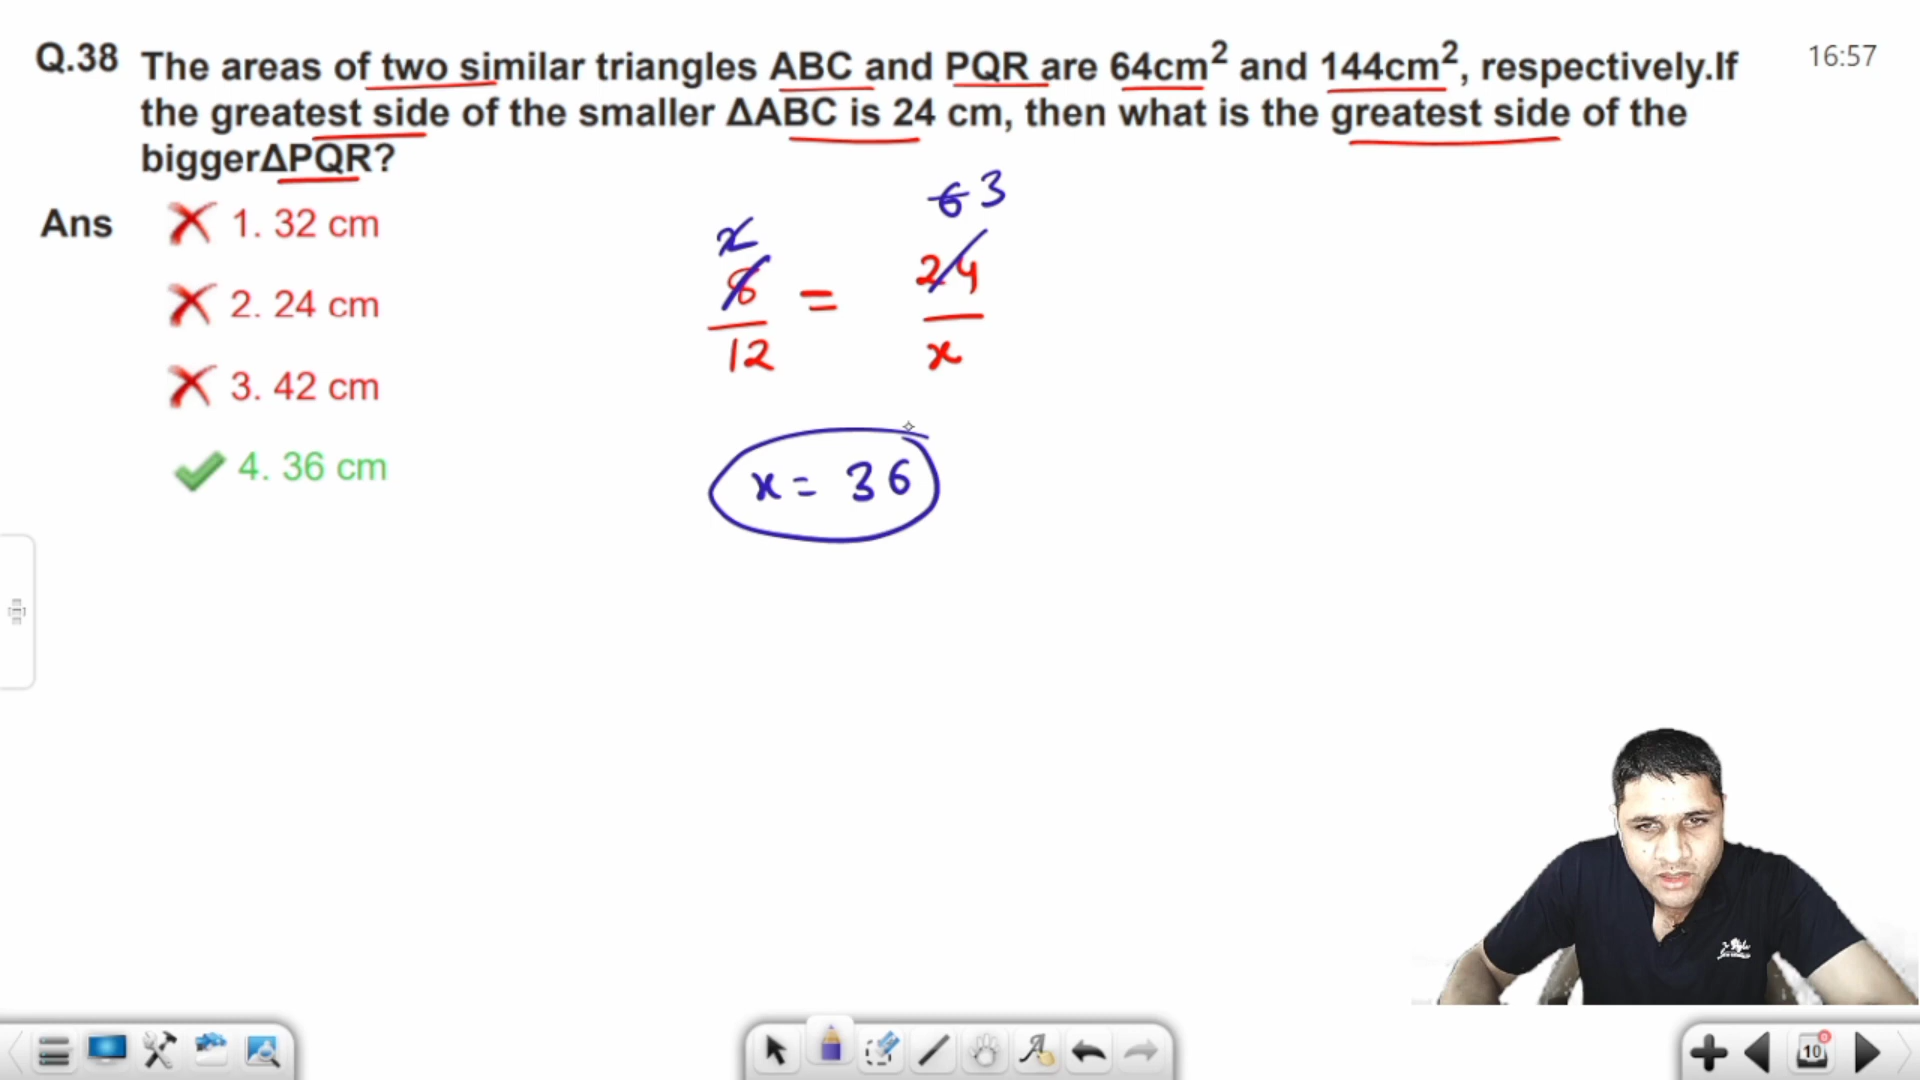 Q.38 The areas of two similar triangles ABC and PQR are 64cm² and 144cm², respectively.If
the greatest side of the smaller ΔABC is 24 cm, then what is the greatest side of the
biggerΔPQR?
16:57
Ans
1. 32 cm
2. 24 cm
3. 42 cm
4. 36 cm
6 3
8 = 24
12 x
x = 36
10